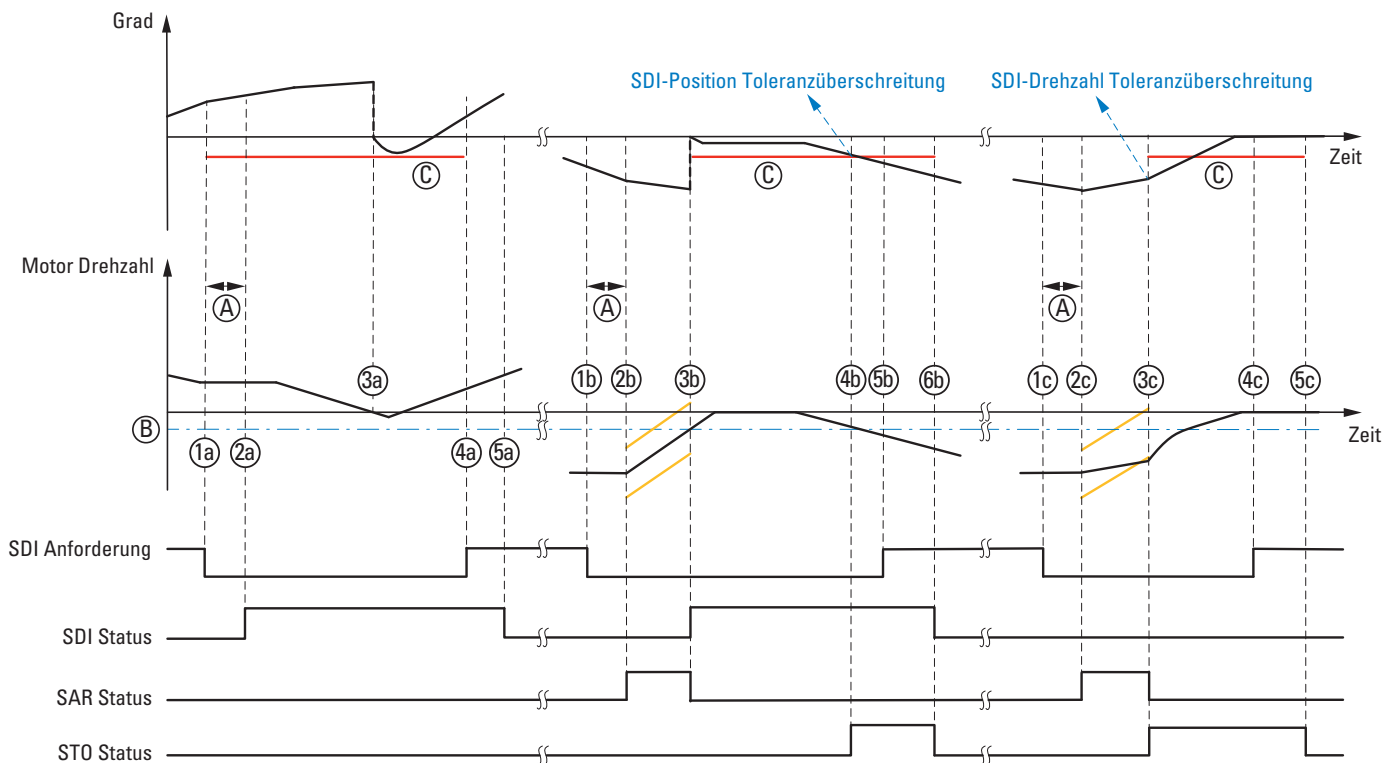 Grad
SDI-Position Toleranzüberschreitung
SDI-Drehzahl Toleranzüberschreitung
Zeit
C
C
C
Motor Drehzahl
A
A
A
3a
1b
2b
3b
4b
5b
6b
1c
2c
3c
4c
5c
B
Zeit
1a
2a
4a
5a
SDI Anforderung
SDI Status
SAR Status
STO Status